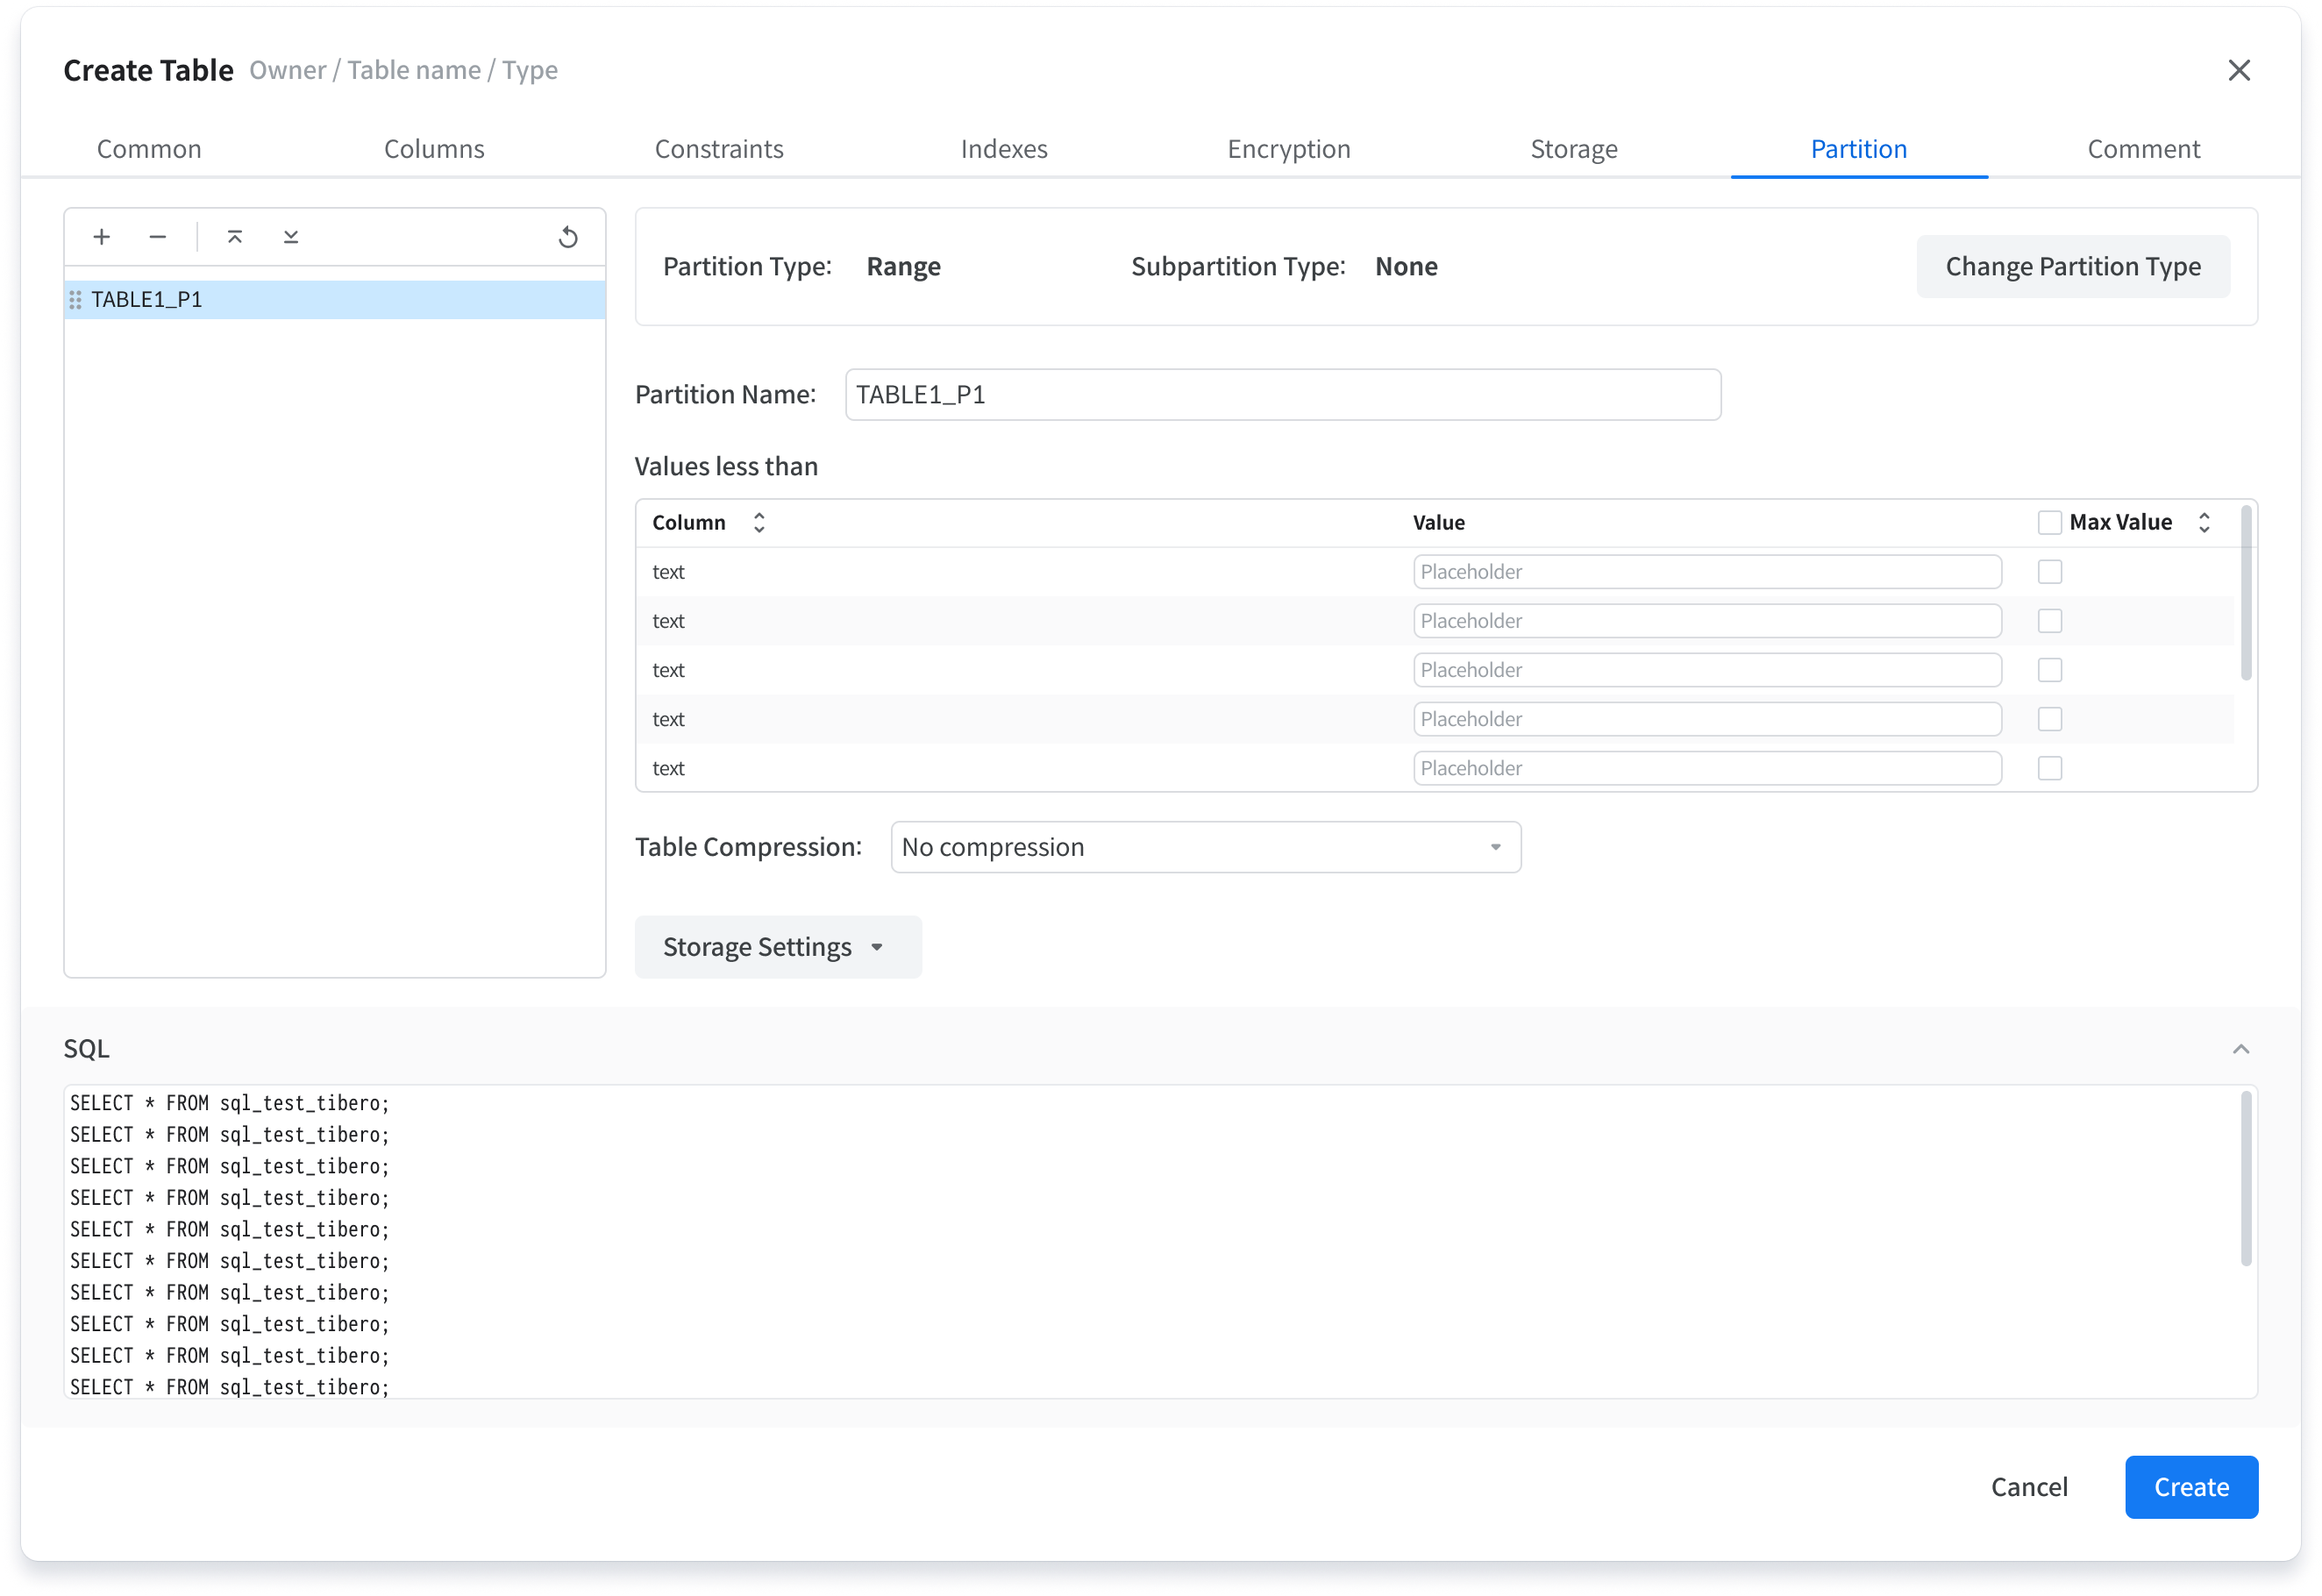 Create Table Owner / Table name / Type
Common Columns Constraints Indexes Encryption Storage Partition Comment
TABLE1_P1
Partition Type: Range Subpartition Type: None Change Partition Type
Partition Name: TABLE1_P1
Values less than
Column Value Max Value
text Placeholder
text Placeholder
text Placeholder
text Placeholder
text Placeholder
Table Compression: No compression
Storage Settings
SQL
SELECT * FROM sql_test_tibero;
SELECT * FROM sql_test_tibero;
SELECT * FROM sql_test_tibero;
SELECT * FROM sql_test_tibero;
SELECT * FROM sql_test_tibero;
SELECT * FROM sql_test_tibero;
SELECT * FROM sql_test_tibero;
SELECT * FROM sql_test_tibero;
SELECT * FROM sql_test_tibero;
SELECT * FROM sql_test_tibero;
Cancel Create